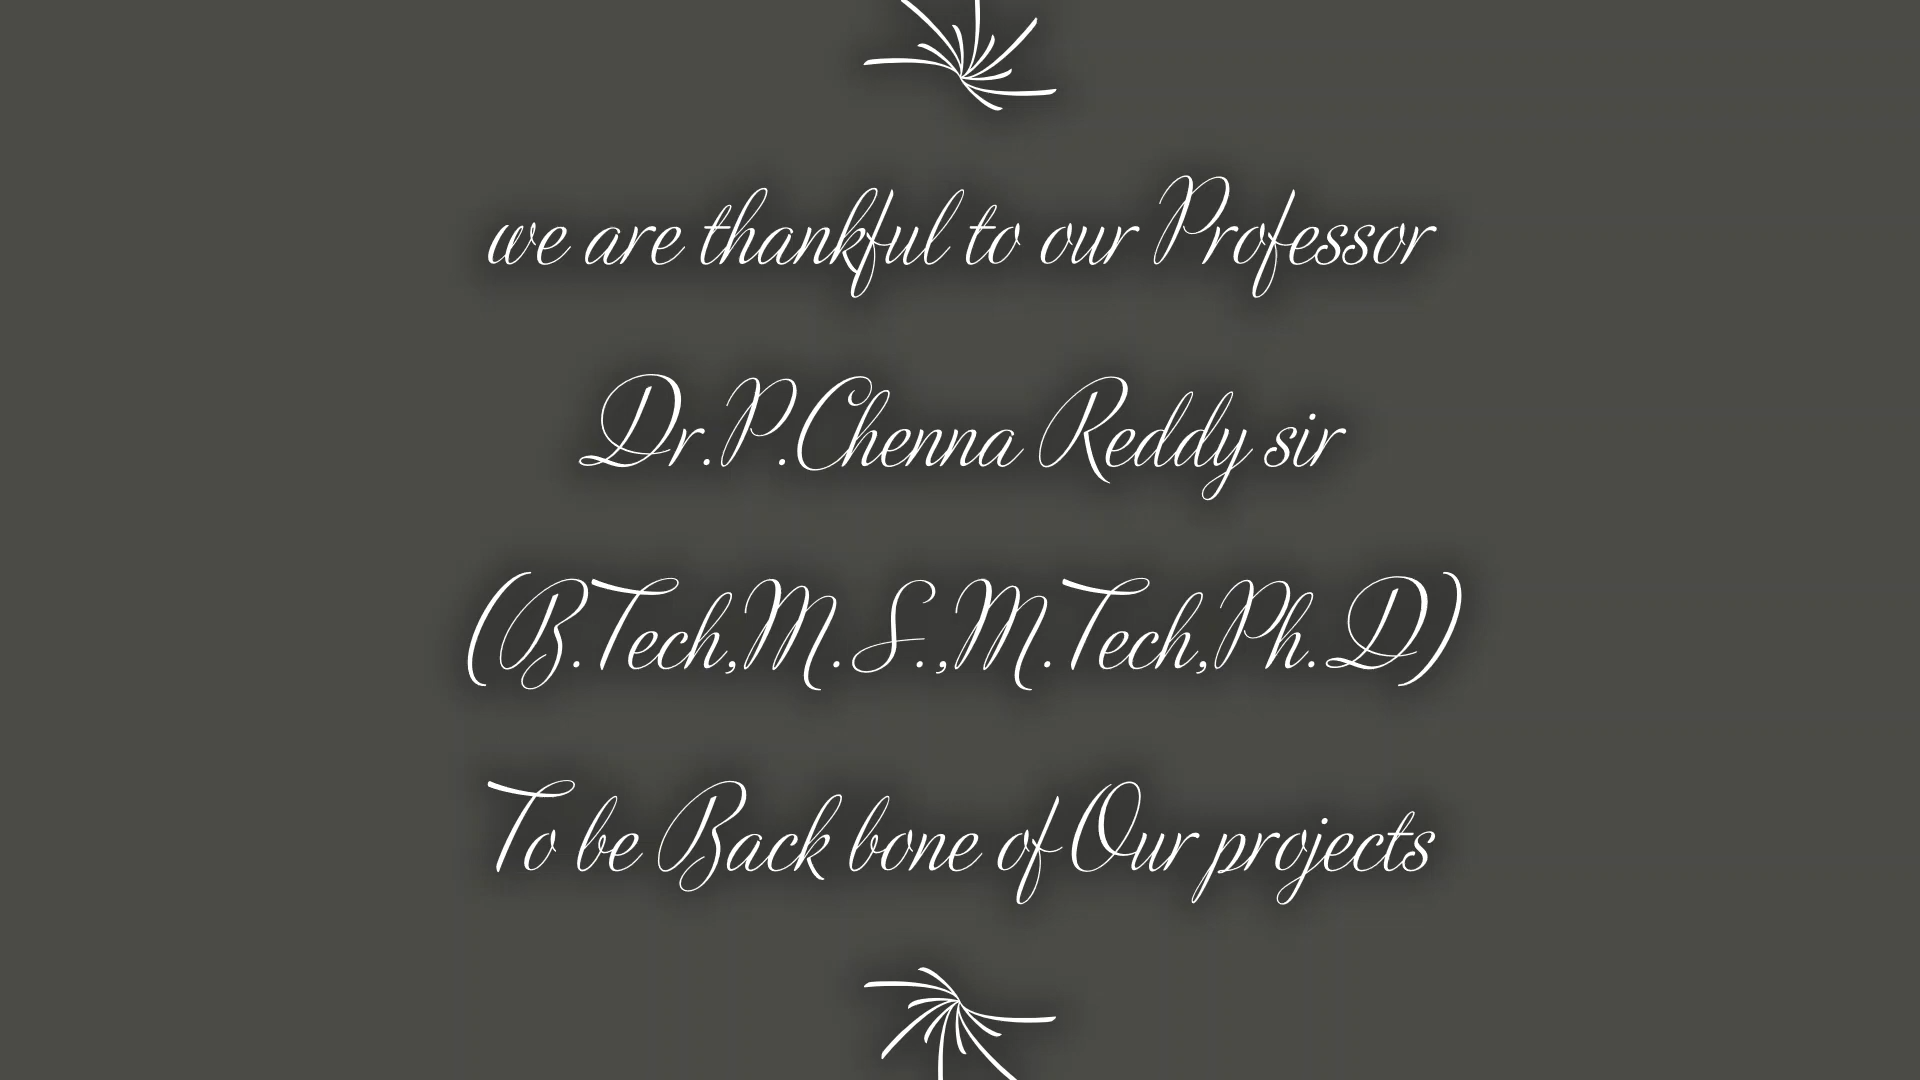 we are thankful to our Professor
Dr.P.Chenna Reddy sir
(B.Tech,M.S.,M.Tech,Ph.D)
To be Back bone of Our projects